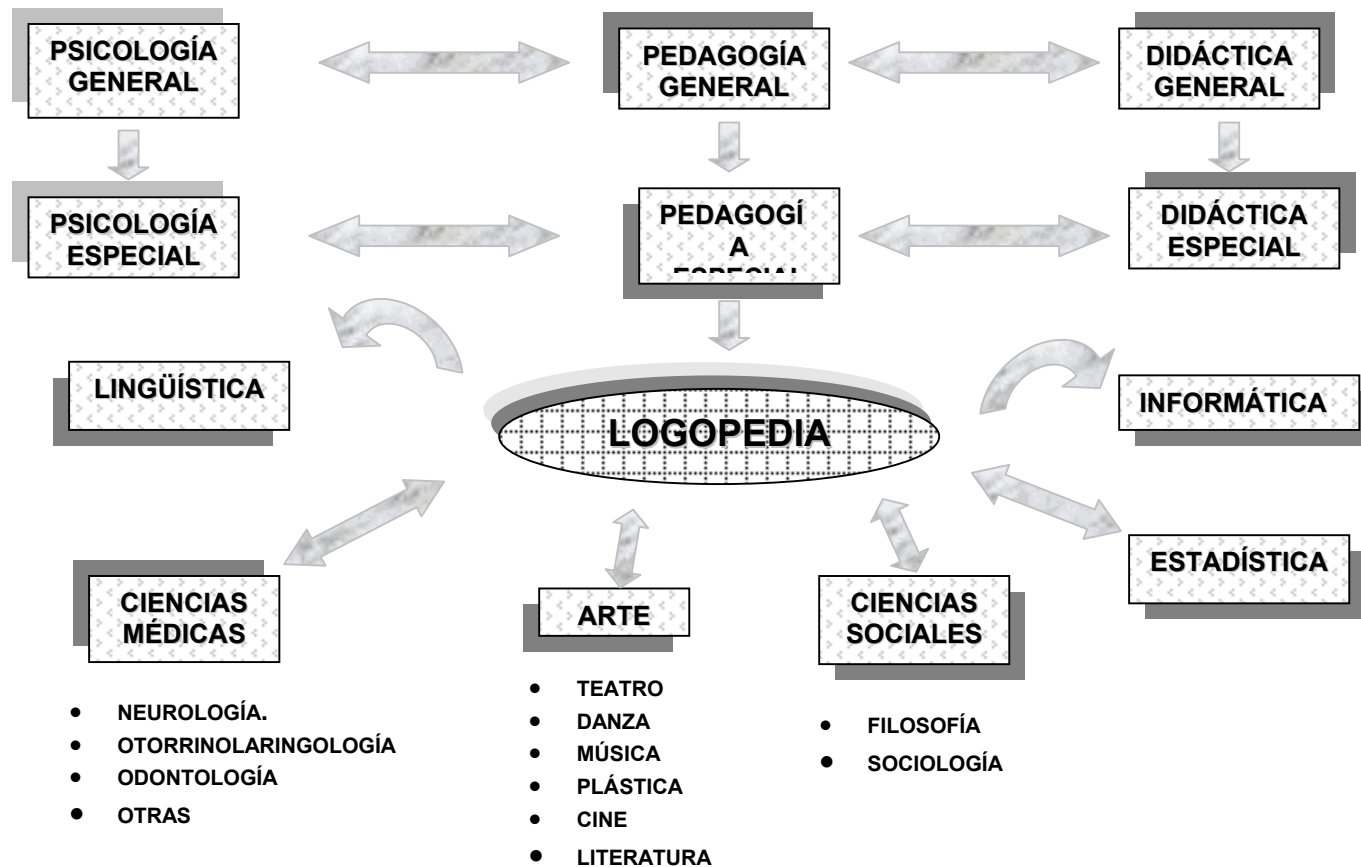 PSICOLOGÍA
GENERAL
PEDAGOGÍA
GENERAL
DIDÁCTICA
GENERAL
PSICOLOGÍA
ESPECIAL
PEDAGOGÍ
A
ESPECIAL
DIDÁCTICA
ESPECIAL
LINGÜÍSTICA
LOGOPEDIA
INFORMÁTICA
ESTADÍSTICA
CIENCIAS
MÉDICAS
• NEUROLOGÍA.
• OTORRINOLARINGOLOGÍA
• ODONTOLOGÍA
• OTRAS
ARTE
• TEATRO
• DANZA
• MÚSICA
• PLÁSTICA
• CINE
• LITERATURA
CIENCIAS
SOCIALES
• FILOSOFÍA
• SOCIOLOGÍA